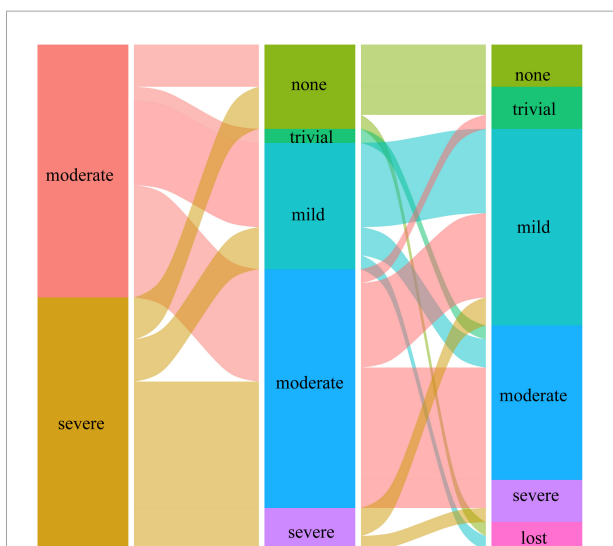 moderate
severe
none
trivial
mild
moderate
severe
none
trivial
mild
moderate
severe
lost